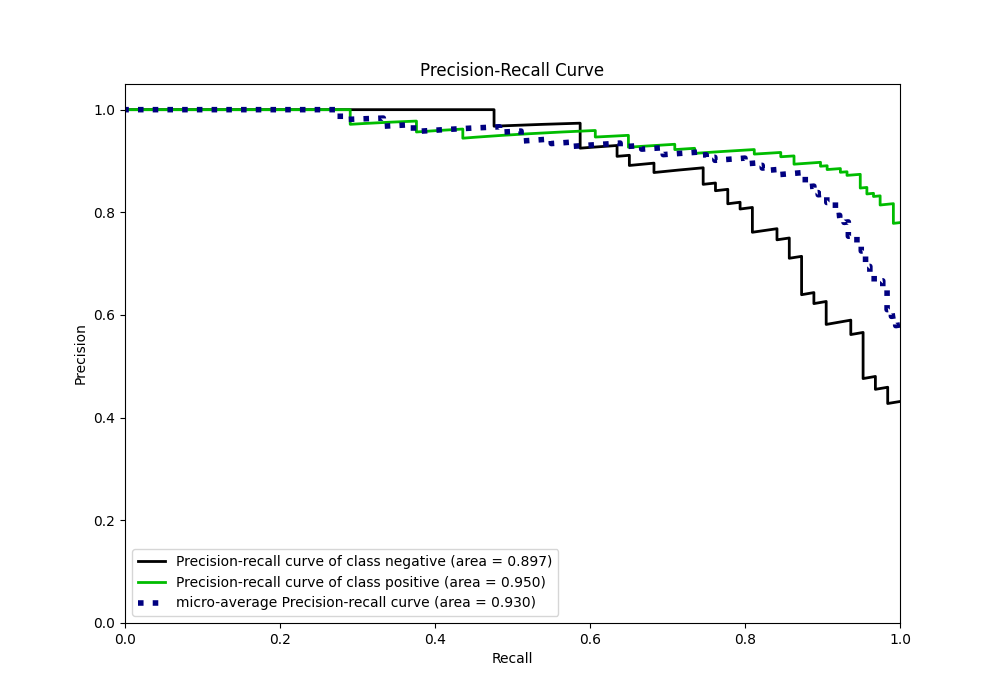 Precision-Recall Curve
1.0
0.8
0.6
0.4
0.2
0.0
Precision
Precision-recall curve of class negative (area = 0.897)
Precision-recall curve of class positive (area = 0.950)
micro-average Precision-recall curve (area = 0.930)
0.0 0.2 0.4 0.6 0.8 1.0
Recall